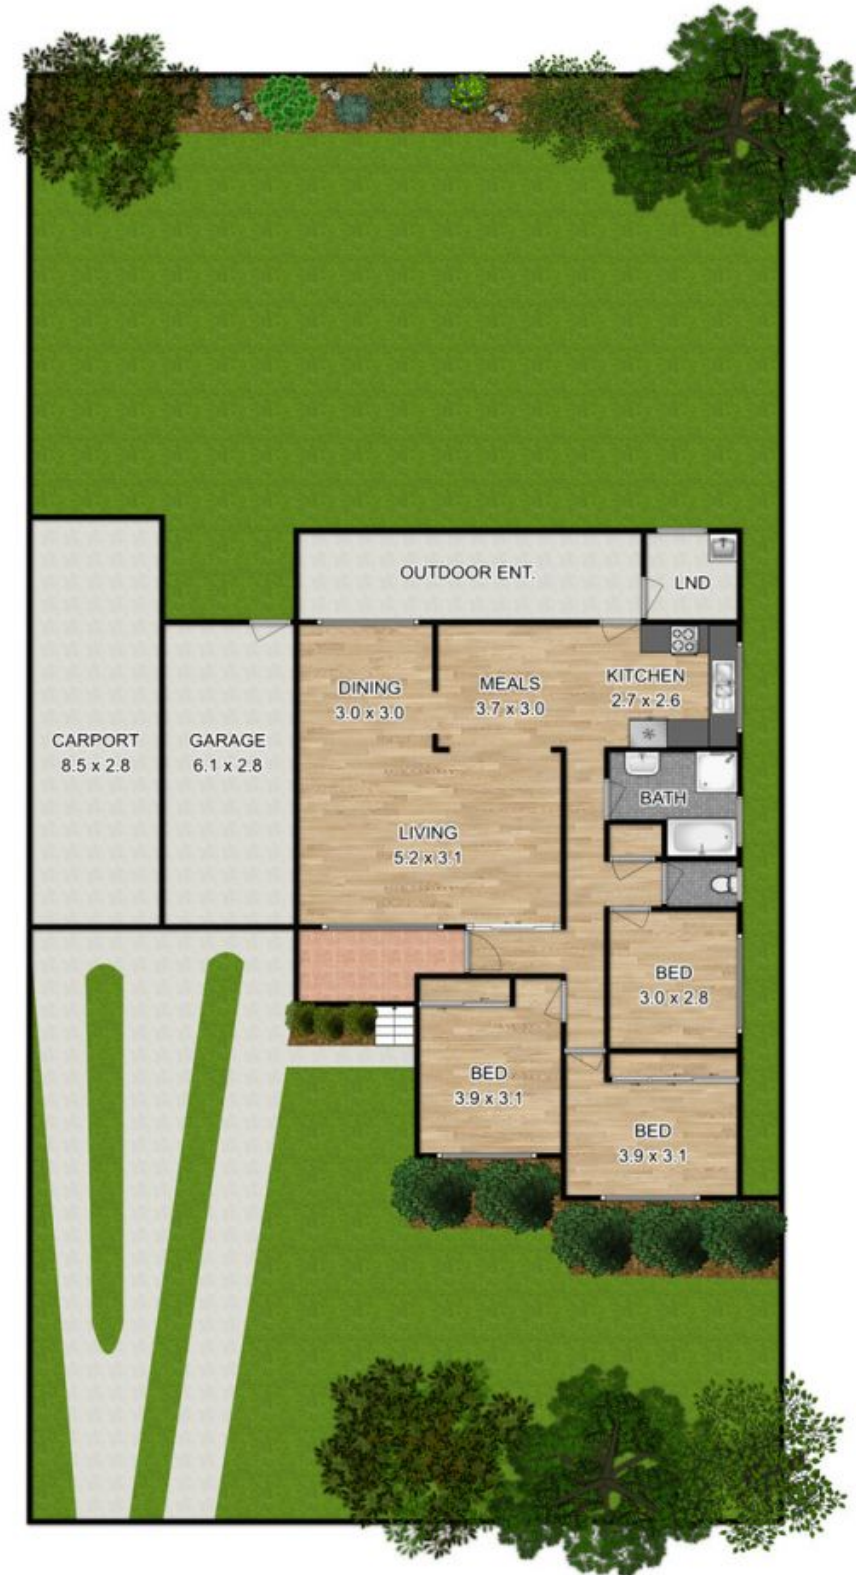 OUTDOOR ENT.
LND
DINING
3.0 x 3.0
MEALS
3.7 x 3.0
KITCHEN
2.7 x 2.6
CARPORT
8.5 x 2.8
GARAGE
6.1 x 2.8
BATH
LIVING
5.2 x 3.1
BED
3.0 x 2.8
BED
3.9 x 3.1
BED
3.9 x 3.1